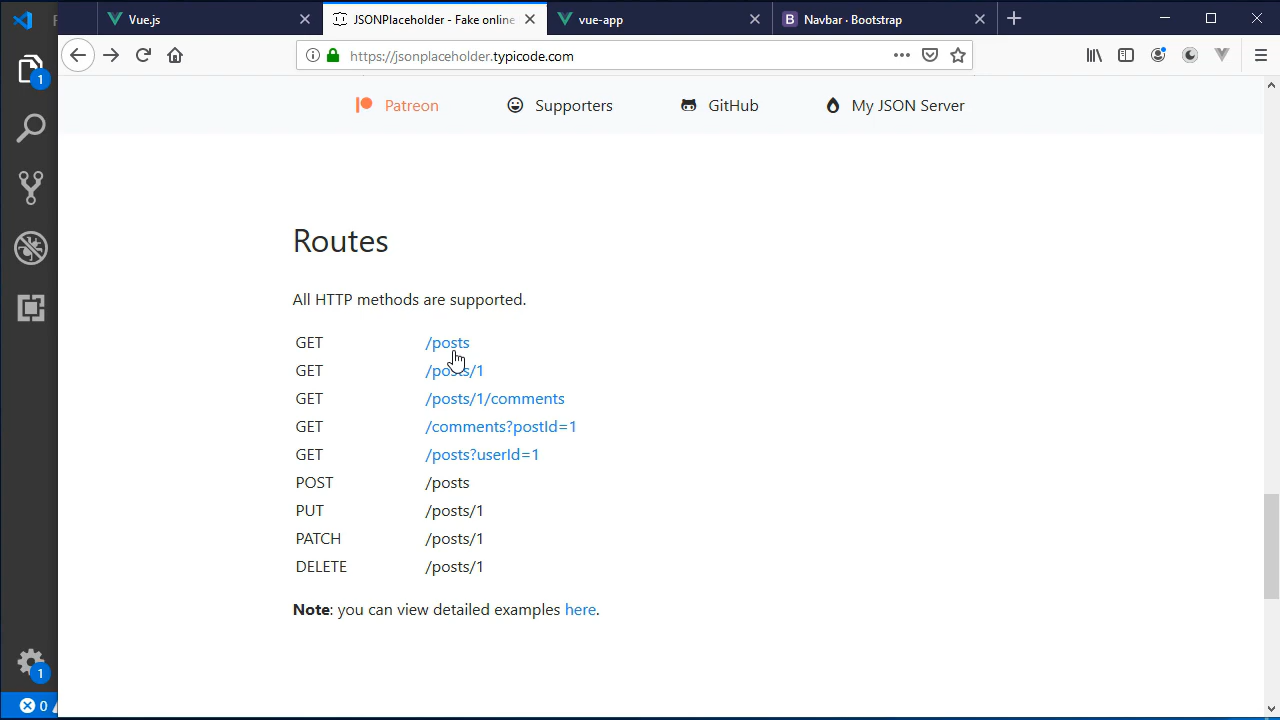 Vue.js
JSONPlaceholder - Fake online
vue-app
B Navbar · Bootstrap
https://jsonplaceholder.typicode.com
1
Patreon
Supporters
GitHub
My JSON Server
Routes
All HTTP methods are supported.
GET /posts
GET /posts/1
GET /posts/1/comments
GET /comments?postId=1
GET /posts?userId=1
POST /posts
PUT /posts/1
PATCH /posts/1
DELETE /posts/1
Note: you can view detailed examples here.
1
0